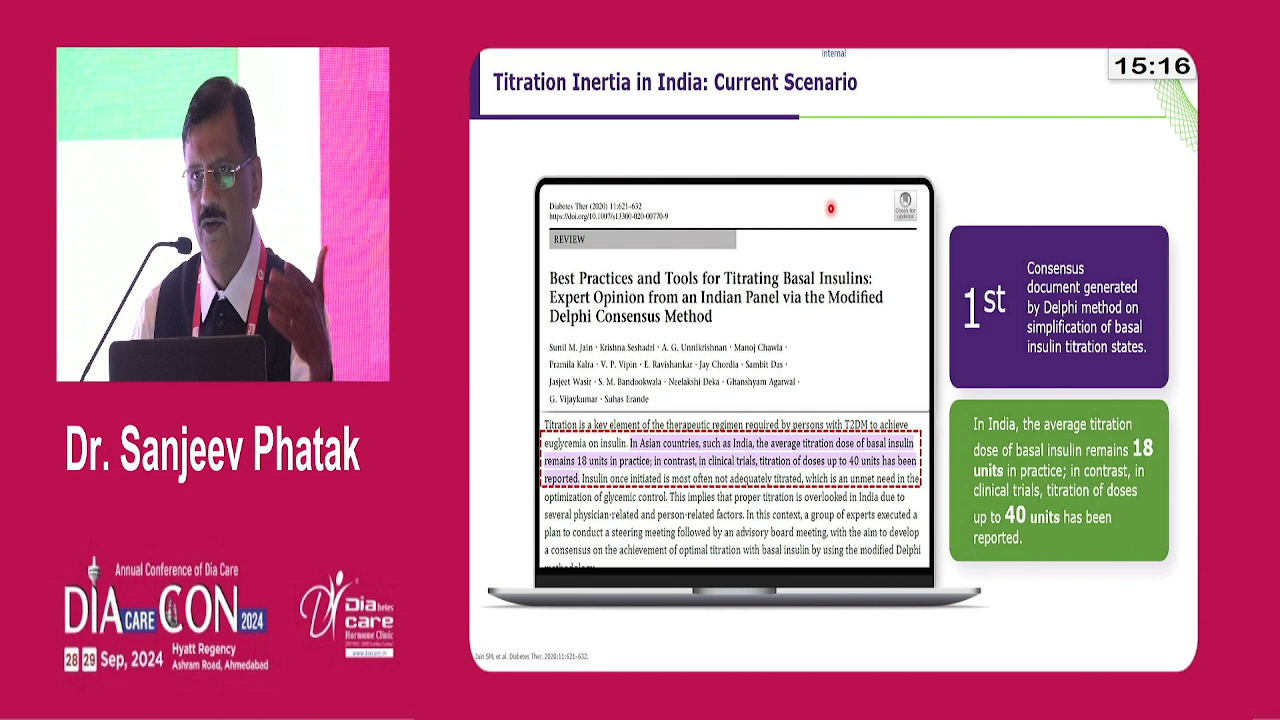 Internal
Titration Inertia in India: Current Scenario
15:16
Diabetes Ther (2020) 11:621–632
https://doi.org/10.1007/s13300-020-00770-9
Check for
updates
REVIEW
Best Practices and Tools for Titrating Basal Insulins:
Expert Opinion from an Indian Panel via the Modified
Delphi Consensus Method
Sunil M. Jain · Krishna Seshadri · A. G. Unnikrishnan · Manoj Chawla ·
Pramila Kalra · V. P. Vipin · E. Ravishankar · Jay Chordia · Sambit Das ·
Jasjeet Wasir · S. M. Bandookwala · Neelakshi Deka · Ghanshyam Agarwal ·
G. Vijaykumar · Suhas Erande
Titration is a key element of the therapeutic regimen required by persons with T2DM to achieve
euglycemia on insulin. In Asian countries, such as India, the average titration dose of basal insulin
remains 18 units in practice; in contrast, in clinical trials, titration of doses up to 40 units has been
reported. Insulin once initiated is most often not adequately titrated, which is an unmet need in the
optimization of glycemic control. This implies that proper titration is overlooked in India due to
several physician-related and person-related factors. In this context, a group of experts executed a
plan to conduct a steering meeting followed by an advisory board meeting, with the aim to develop
a consensus on the achievement of optimal titration with basal insulin by using the modified Delphi
methodology.
1st
Consensus
document generated
by Delphi method on
simplification of basal
insulin titration states.
In India, the average titration
dose of basal insulin remains 18
units in practice; in contrast, in
clinical trials, titration of doses
up to 40 units has been
reported.
Jain SM, et al. Diabetes Ther. 2020;11:621–632.
Dr. Sanjeev Phatak
Annual Conference of Dia Care
DIA CARE CON 2024
28 29 Sep, 2024
Hyatt Regency
Ashram Road, Ahmedabad
Diabetes
care
Hormone Clinic
www.diacare.in